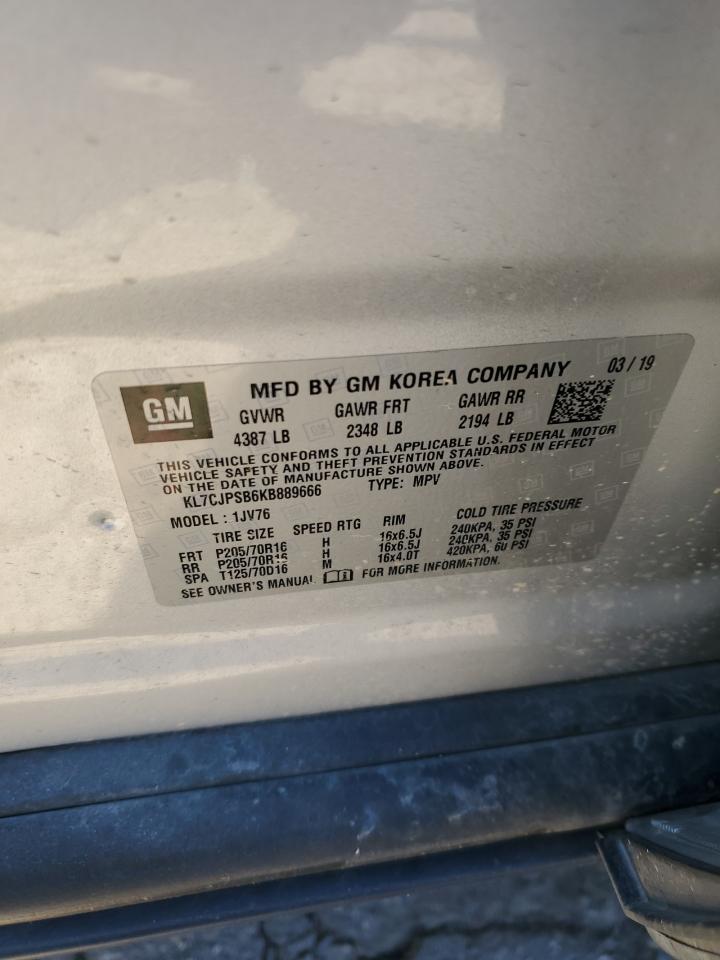 GM
MFD BY GM KOREA COMPANY 03 / 19
GVWR GAWR FRT GAWR RR
4387 LB 2348 LB 2194 LB
THIS VEHICLE CONFORMS TO ALL APPLICABLE U.S. FEDERAL MOTOR
VEHICLE SAFETY AND THEFT PREVENTION STANDARDS IN EFFECT
ON THE DATE OF MANUFACTURE SHOWN ABOVE.
KL7CJPSB6KB889666 TYPE: MPV
MODEL : 1JV76
TIRE SIZE SPEED RTG RIM COLD TIRE PRESSURE
FRT P205/70R16 H 16x6.5J 240KPA, 35 PSI
RR P205/70R16 H 16x6.5J 240KPA, 35 PSI
SPA T125/70D16 M 16x4.0T 420KPA, 60 PSI
SEE OWNER'S MANUAL FOR MORE INFORMATION.